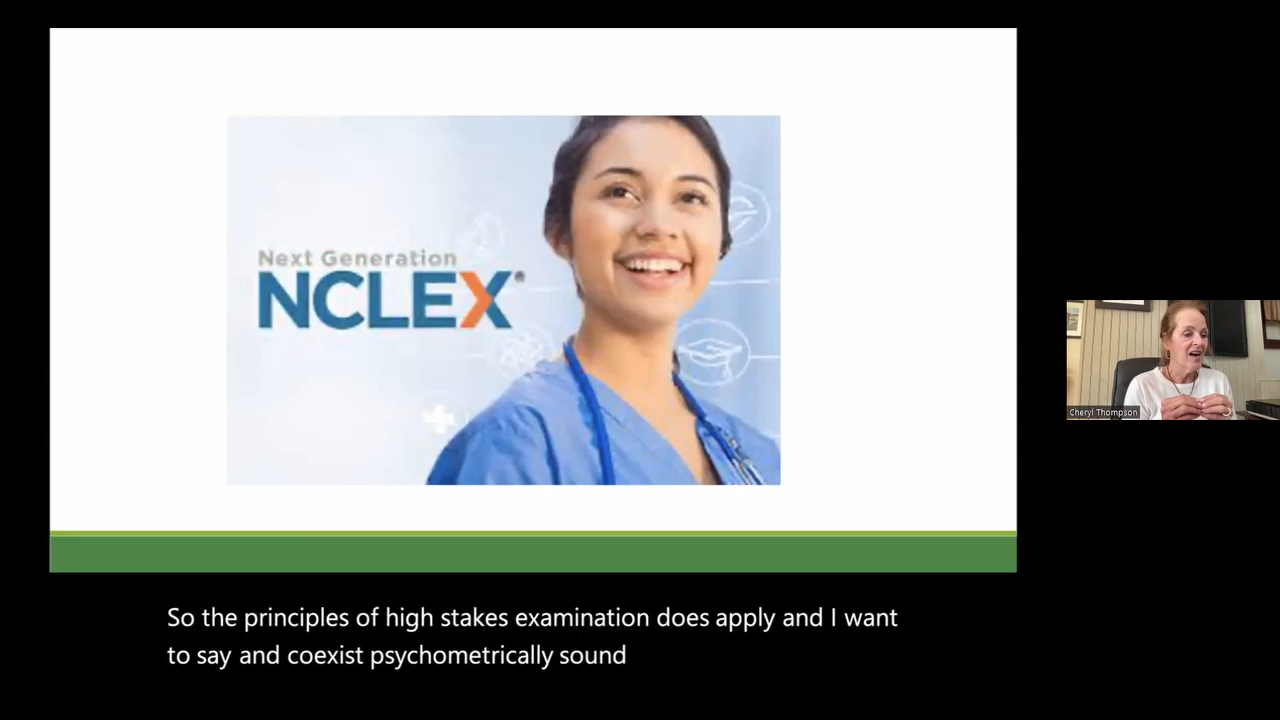 Next Generation
NCLEX®
Cheryl Thompson
So the principles of high stakes examination does apply and I want
to say and coexist psychometrically sound